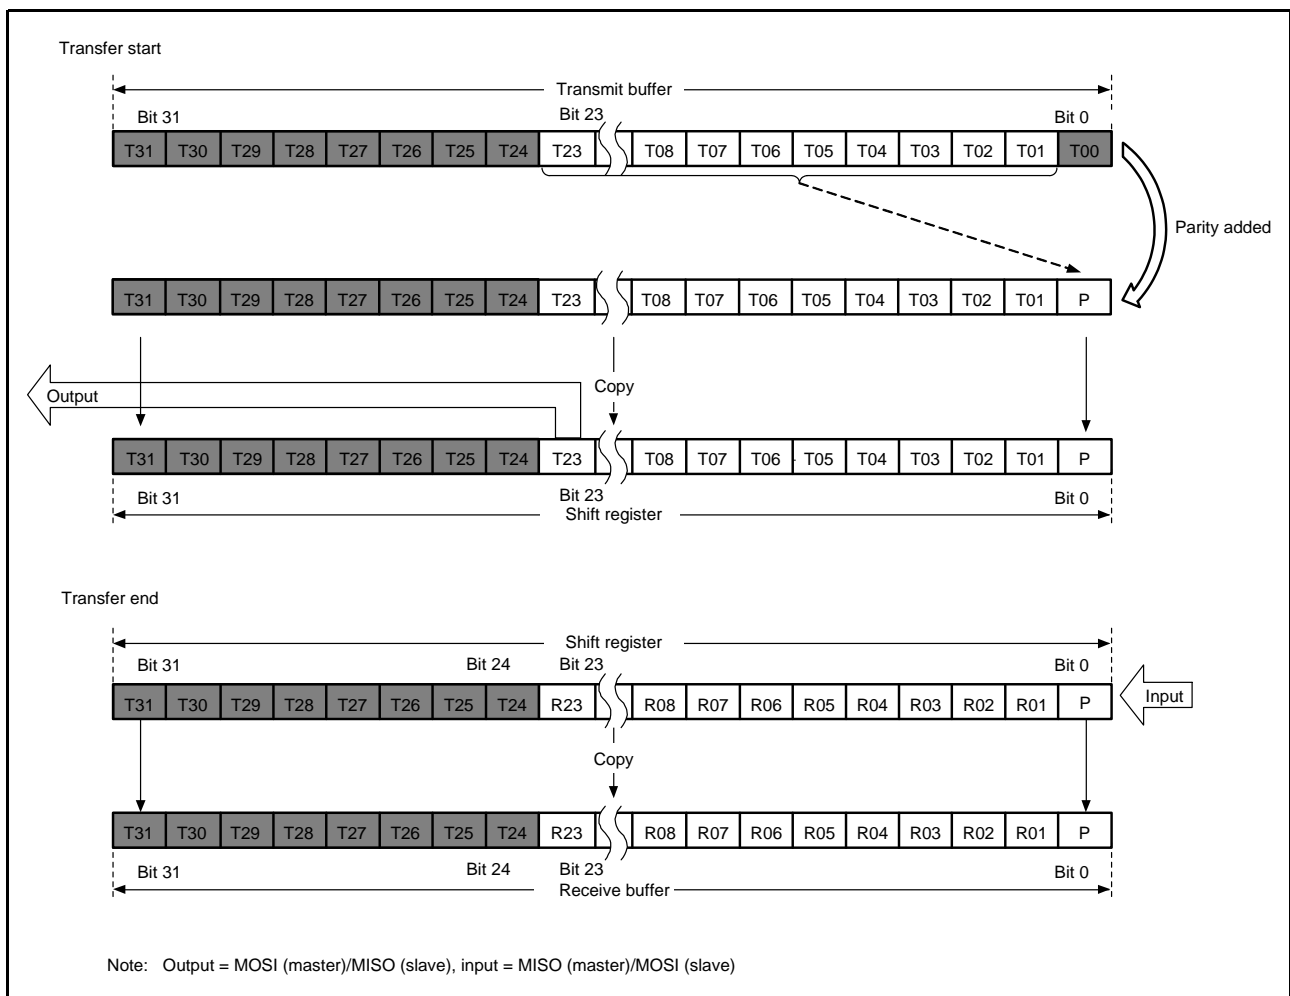 Transfer start
Transmit buffer
Bit 31 Bit 23 Bit 0
T31 T30 T29 T28 T27 T26 T25 T24 T23 T08 T07 T06 T05 T04 T03 T02 T01 T00
Parity added
T31 T30 T29 T28 T27 T26 T25 T24 T23 T08 T07 T06 T05 T04 T03 T02 T01 P
Output Copy
T31 T30 T29 T28 T27 T26 T25 T24 T23 T08 T07 T06 T05 T04 T03 T02 T01 P
Bit 31 Bit 23 Bit 0
Shift register
Transfer end
Shift register
Bit 31 Bit 24 Bit 23 Bit 0
T31 T30 T29 T28 T27 T26 T25 T24 R23 R08 R07 R06 R05 R04 R03 R02 R01 P Input
Copy
T31 T30 T29 T28 T27 T26 T25 T24 R23 R08 R07 R06 R05 R04 R03 R02 R01 P
Bit 31 Bit 24 Bit 23 Bit 0
Receive buffer
Note: Output = MOSI (master)/MISO (slave), input = MISO (master)/MOSI (slave)